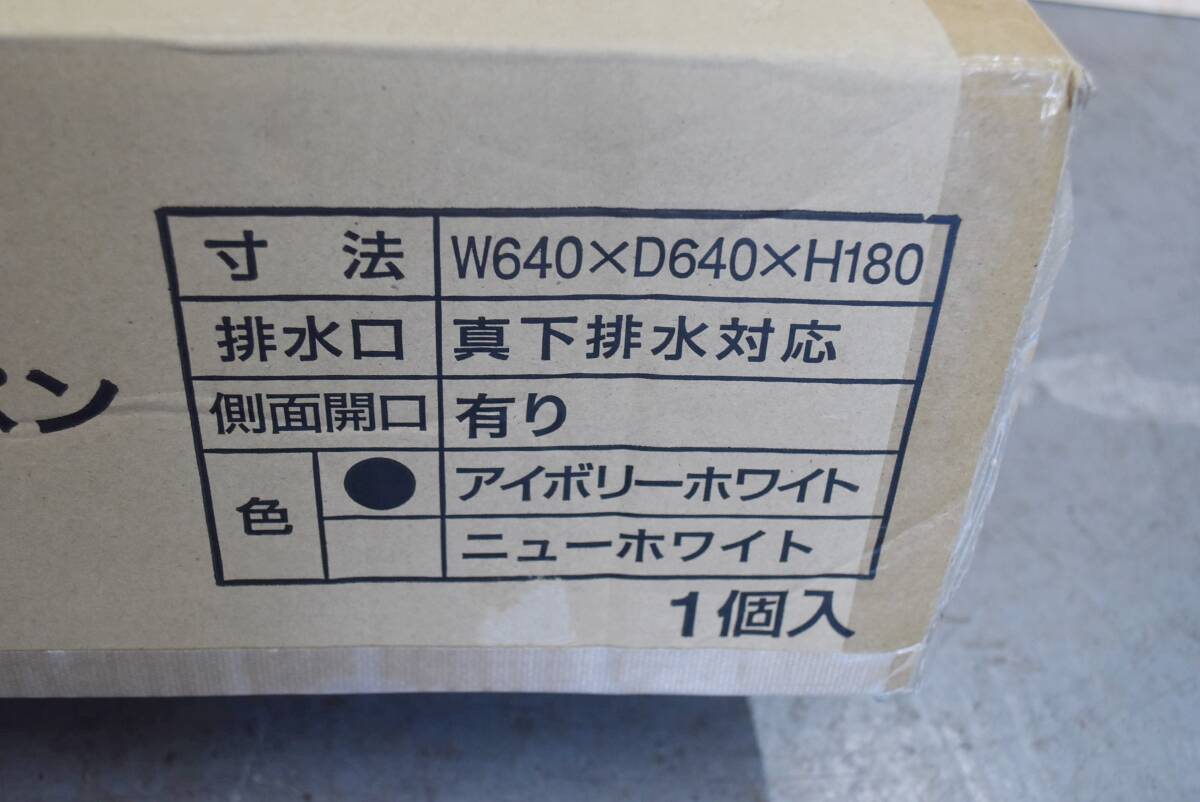 寸法 W640×D640×H180
排水口 真下排水対応
側面開口 有り
色 ● アイボリーホワイト
ニューホワイト
1個入